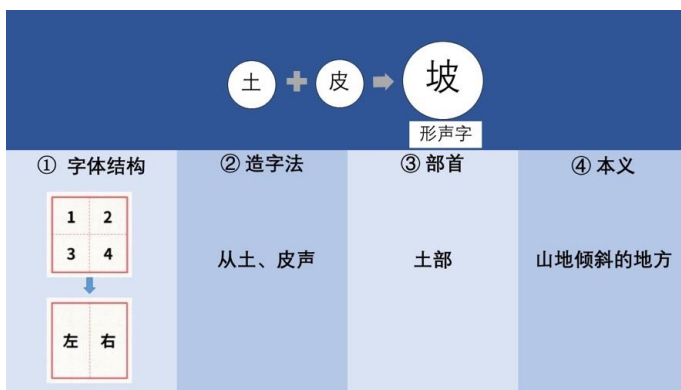 土 + 皮 坡
形声字
① 字体结构
1 2
3 4
左 右
② 造字法
从土、皮声
③ 部首
土部
④ 本义
山地倾斜的地方